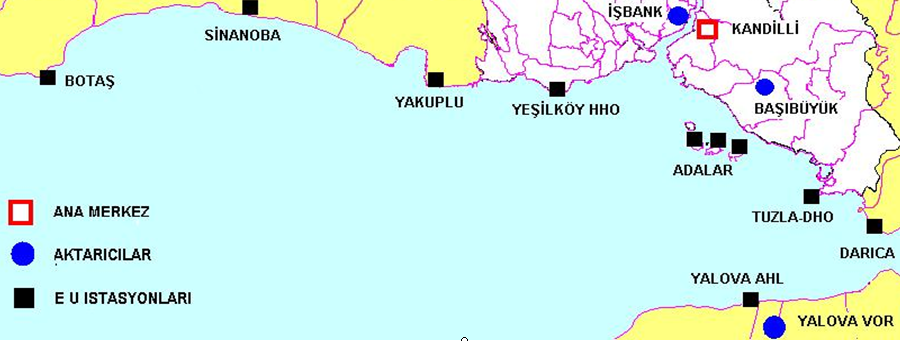 İŞBANK
KANDİLLİ
SİNANOBA
BOTAŞ
YAKUPLU
YEŞİLKÖY HHO
BAŞIBÜYÜK
ADALAR
ANA MERKEZ
TUZLA-DHO
AKTARICILAR
DARICA
YALOVA AHL
E U ISTASYONLARI
YALOVA VOR